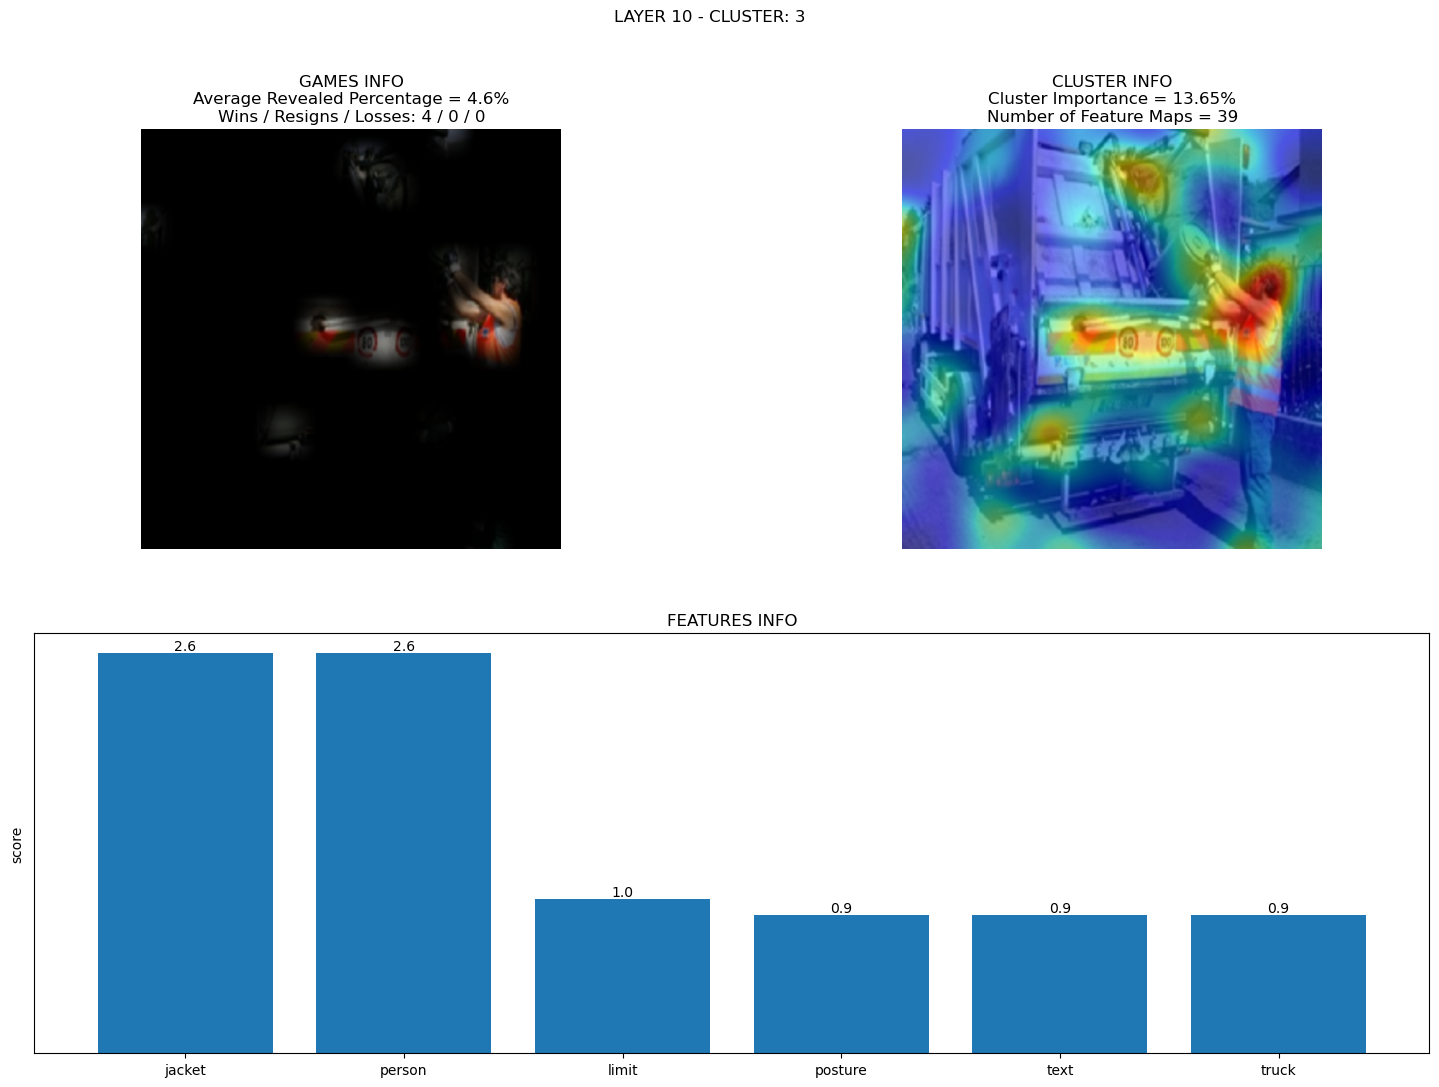 LAYER 10 - CLUSTER: 3
GAMES INFO
Average Revealed Percentage = 4.6%
Wins / Resigns / Losses: 4 / 0 / 0
CLUSTER INFO
Cluster Importance = 13.65%
Number of Feature Maps = 39
80
80
FEATURES INFO
score
2.6
2.6
1.0
0.9
0.9
0.9
jacket
person
limit
posture
text
truck